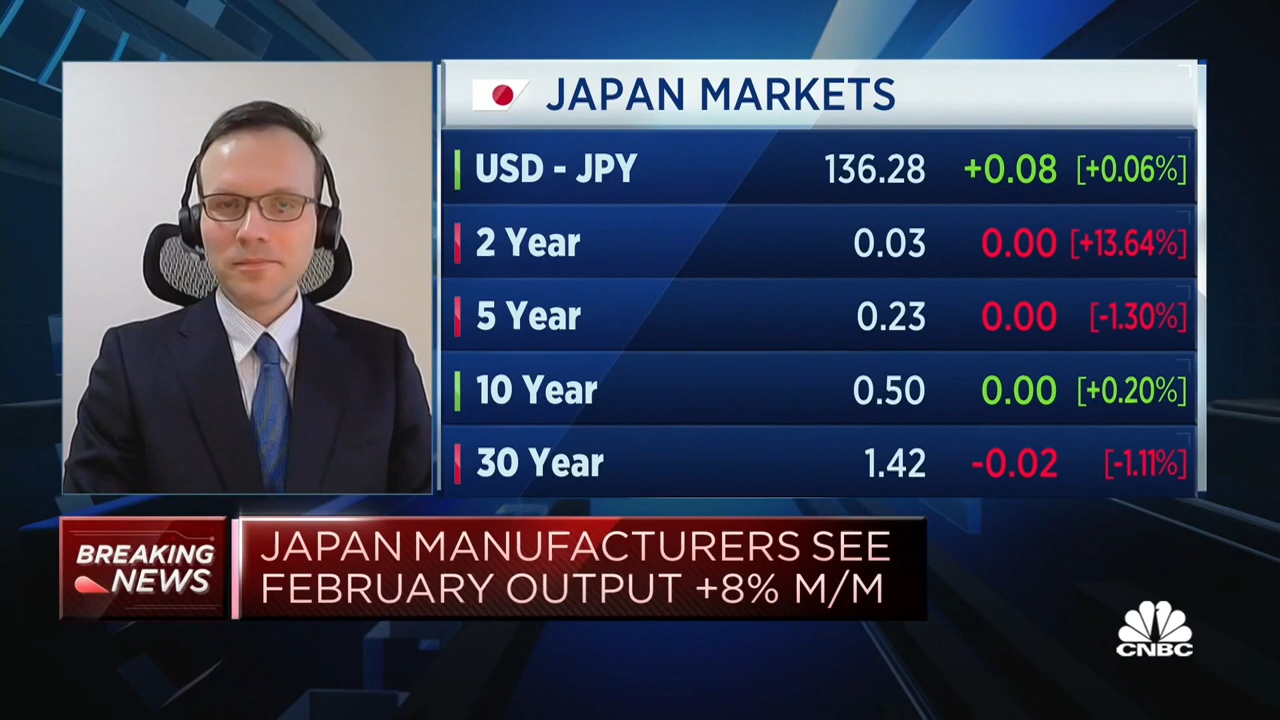 JAPAN MARKETS
USD - JPY 136.28 +0.08 [+0.06%]
2 Year 0.03 0.00 [+13.64%]
5 Year 0.23 0.00 [-1.30%]
10 Year 0.50 0.00 [+0.20%]
30 Year 1.42 -0.02 [-1.11%]
BREAKING
NEWS
JAPAN MANUFACTURERS SEE
FEBRUARY OUTPUT +8% M/M
CNBC